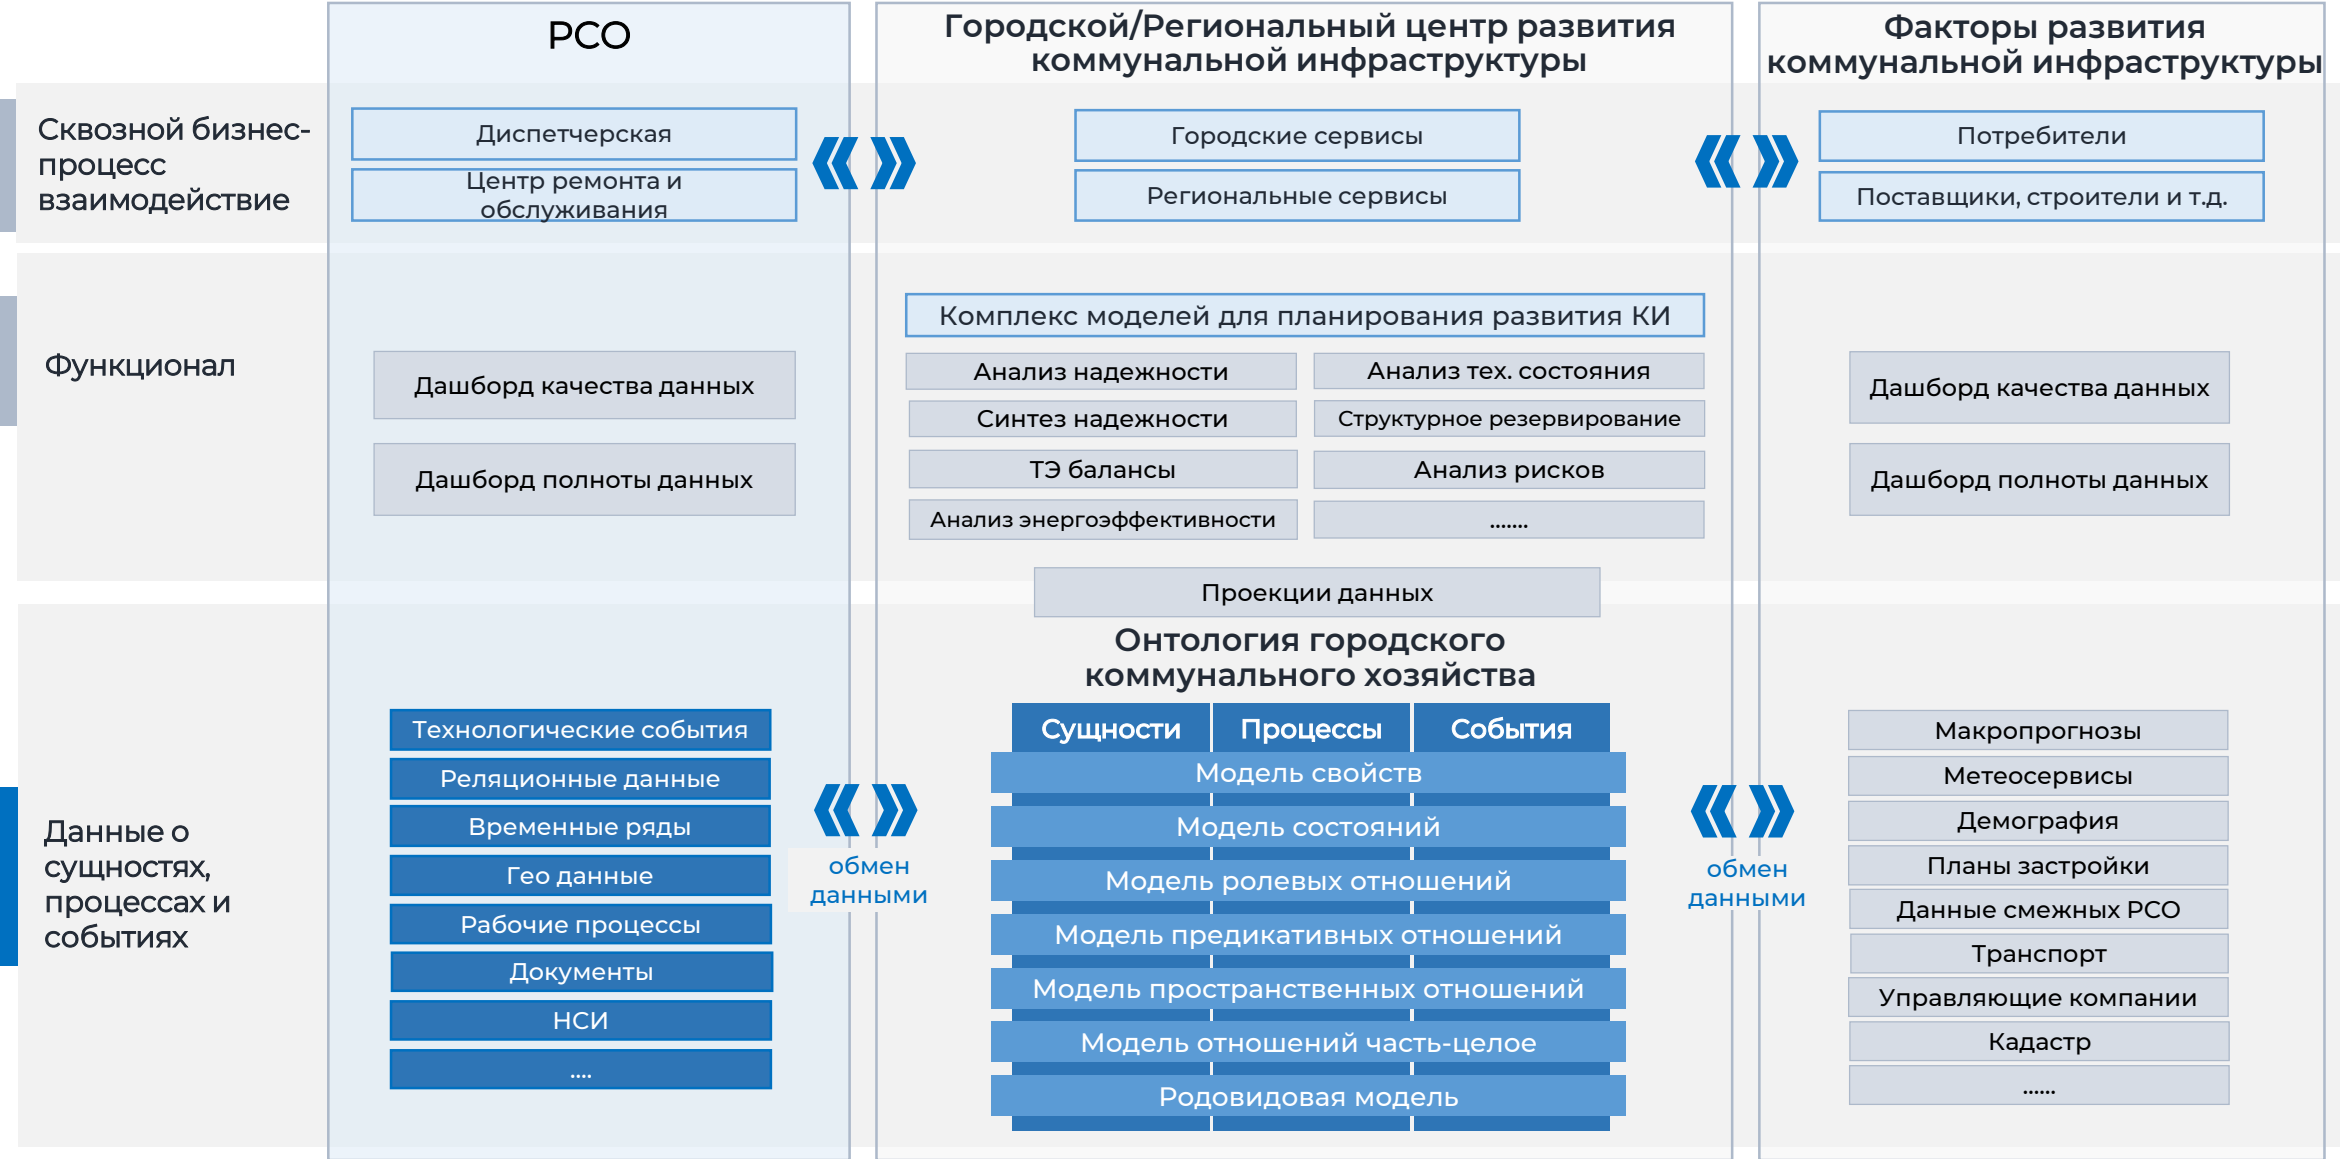 РСО
Городской/Региональный центр развития
коммунальной инфраструктуры
Факторы развития
коммунальной инфраструктуры
Сквозной бизнес-
процесс
взаимодействие
Диспетчерская
Центр ремонта и
обслуживания
Городские сервисы
Региональные сервисы
Потребители
Поставщики, строители и т.д.
Функционал
Дашборд качества данных
Дашборд полноты данных
Комплекс моделей для планирования развития КИ
Анализ надежности
Анализ тех. состояния
Синтез надежности
Структурное резервирование
ТЭ балансы
Анализ рисков
Анализ энергоэффективности
.......
Дашборд качества данных
Дашборд полноты данных
Проекции данных
Данные о
сущностях,
процессах и
событиях
Технологические события
Реляционные данные
Временные ряды
Гео данные
Рабочие процессы
Документы
НСИ
....
обмен
данными
Онтология городского
коммунального хозяйства
Сущности Процессы События
Модель свойств
Модель состояний
Модель ролевых отношений
Модель предикативных отношений
Модель пространственных отношений
Модель отношений часть-целое
Родовидовая модель
обмен
данными
Макропрогнозы
Метеосервисы
Демография
Планы застройки
Данные смежных РСО
Транспорт
Управляющие компании
Кадастр
......